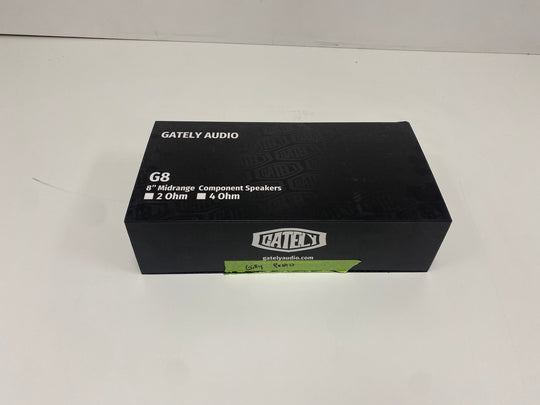 GATELY AUDIO
G8
8" Midrange Component Speakers
2 Ohm 4 Ohm
GATELY
gatelyaudio.com